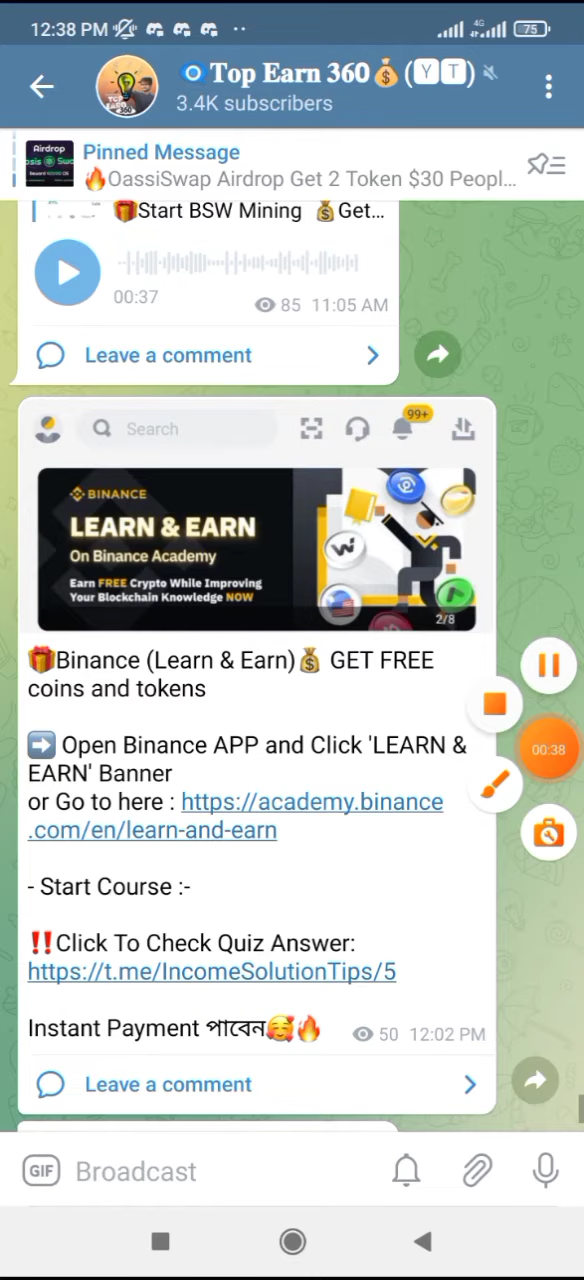 12:38 PM
4G
75
Top Earn 360💰(🅈🅃)
3.4K subscribers
Airdrop
Pinned Message
🔥OassiSwap Airdrop Get 2 Token $30 Peopl...
🎁Start BSW Mining 💰Get...
00:37
85 11:05 AM
Leave a comment
99+
Search
BINANCE
LEARN & EARN
On Binance Academy
Earn FREE Crypto While Improving
Your Blockchain Knowledge NOW
2/8
🎁Binance (Learn & Earn)💰 GET FREE
coins and tokens
➡️ Open Binance APP and Click 'LEARN &
EARN' Banner
or Go to here : https://academy.binance
.com/en/learn-and-earn
00:38
- Start Course :-
‼️Click To Check Quiz Answer:
https://t.me/IncomeSolutionTips/5
Instant Payment পাবেন🥰🔥
50 12:02 PM
Leave a comment
GIF
Broadcast